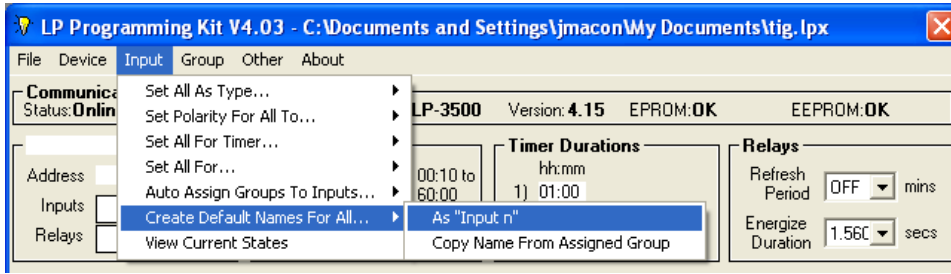 LP Programming Kit V4.03 - C:\Documents and Settings\jmacon\My Documents\tig.lpx
File Device Input Group Other About
Set All As Type...
Set Polarity For All To...
Set All For Timer...
Set All For...
Auto Assign Groups To Inputs...
Create Default Names For All...
View Current States
As "Input n"
Copy Name From Assigned Group
Status:Onlin LP-3500 Version: 4.15 EPROM:OK EEPROM:OK
Address
Inputs
Relays
00:10 to
60:00
Timer Durations
hh:mm
1) 01:00
Relays
Refresh
Period OFF mins
Energize
Duration 1.56 secs